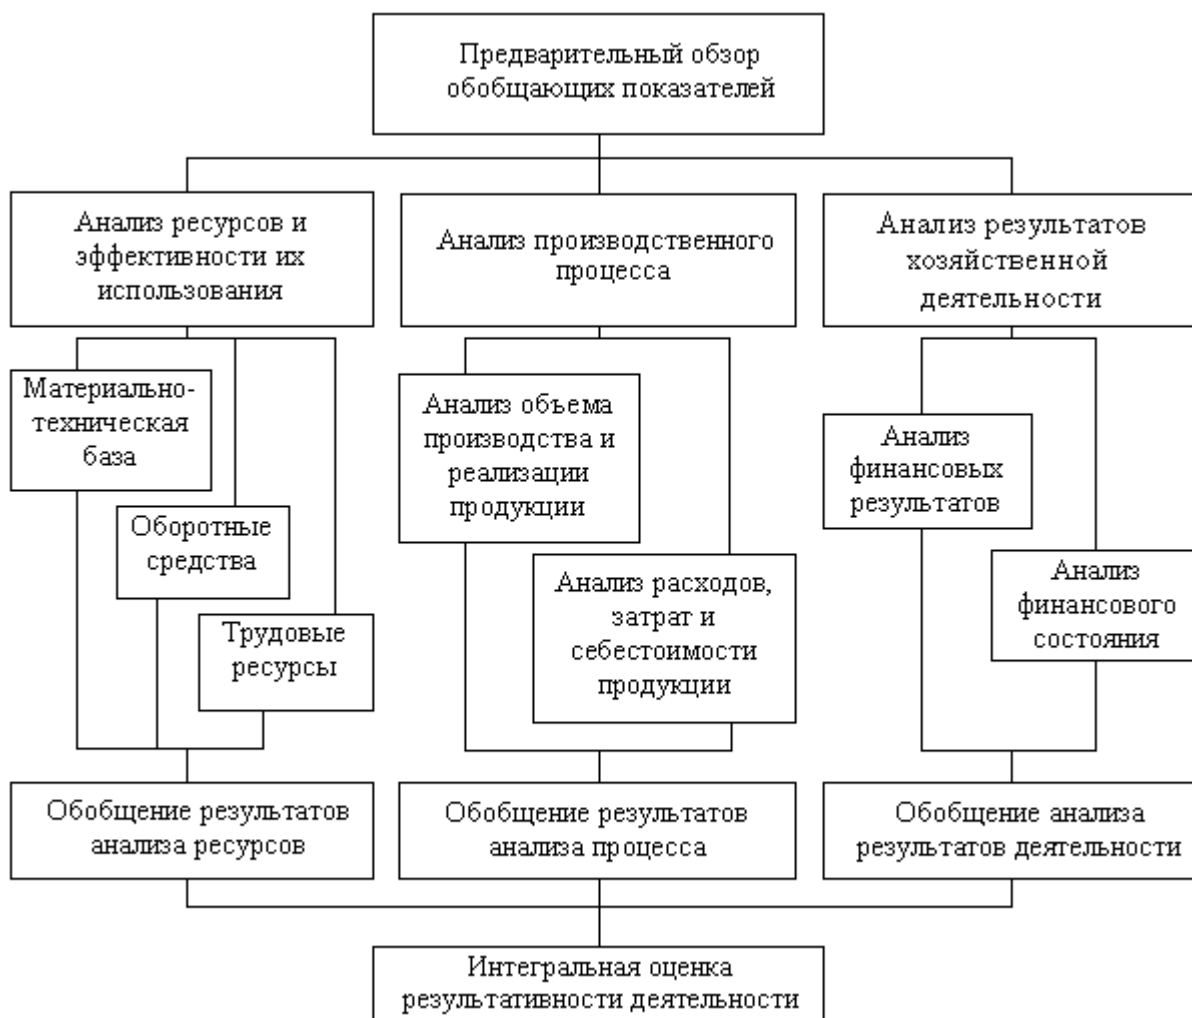 Предварительный обзор
обобщающих показателей
Анализ ресурсов и
эффективности их
использования
Анализ производственного
процесса
Анализ результатов
хозяйственной
деятельности
Материально-
техническая
база
Оборотные
средства
Трудовые
ресурсы
Анализ объема
производства и
реализации
продукции
Анализ расходов,
затрат и
себестоимости
продукции
Анализ
финансовых
результатов
Анализ
финансового
состояния
Обобщение результатов
анализа ресурсов
Обобщение результатов
анализа процесса
Обобщение анализа
результатов деятельности
Интегральная оценка
результативности деятельности